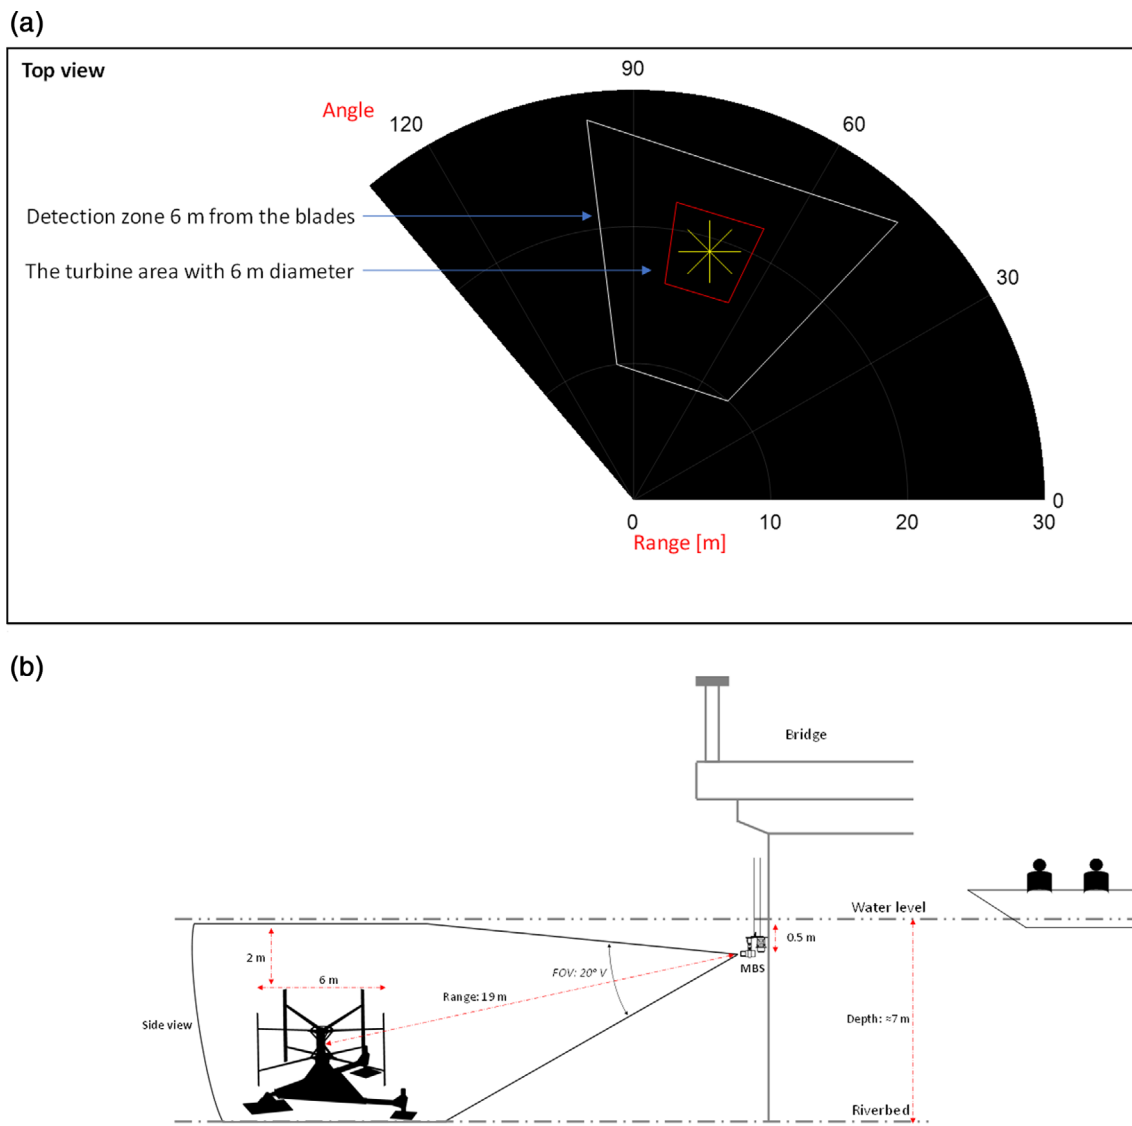 (a)
Top view
90
Angle
120
60
Detection zone 6 m from the blades
The turbine area with 6 m diameter
30
0
0
10
20
30
Range [m]
(b)
Bridge
Water level
0.5 m
2 m
MBS
FOV: 20° V
6 m
Range: 19 m
Side view
Depth: ≈7 m
Riverbed